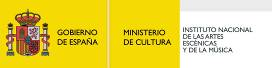 GOBIERNO
DE ESPAÑA
MINISTERIO
DE CULTURA
INSTITUTO NACIONAL
DE LAS ARTES
ESCÉNICAS
Y DE LA MÚSICA